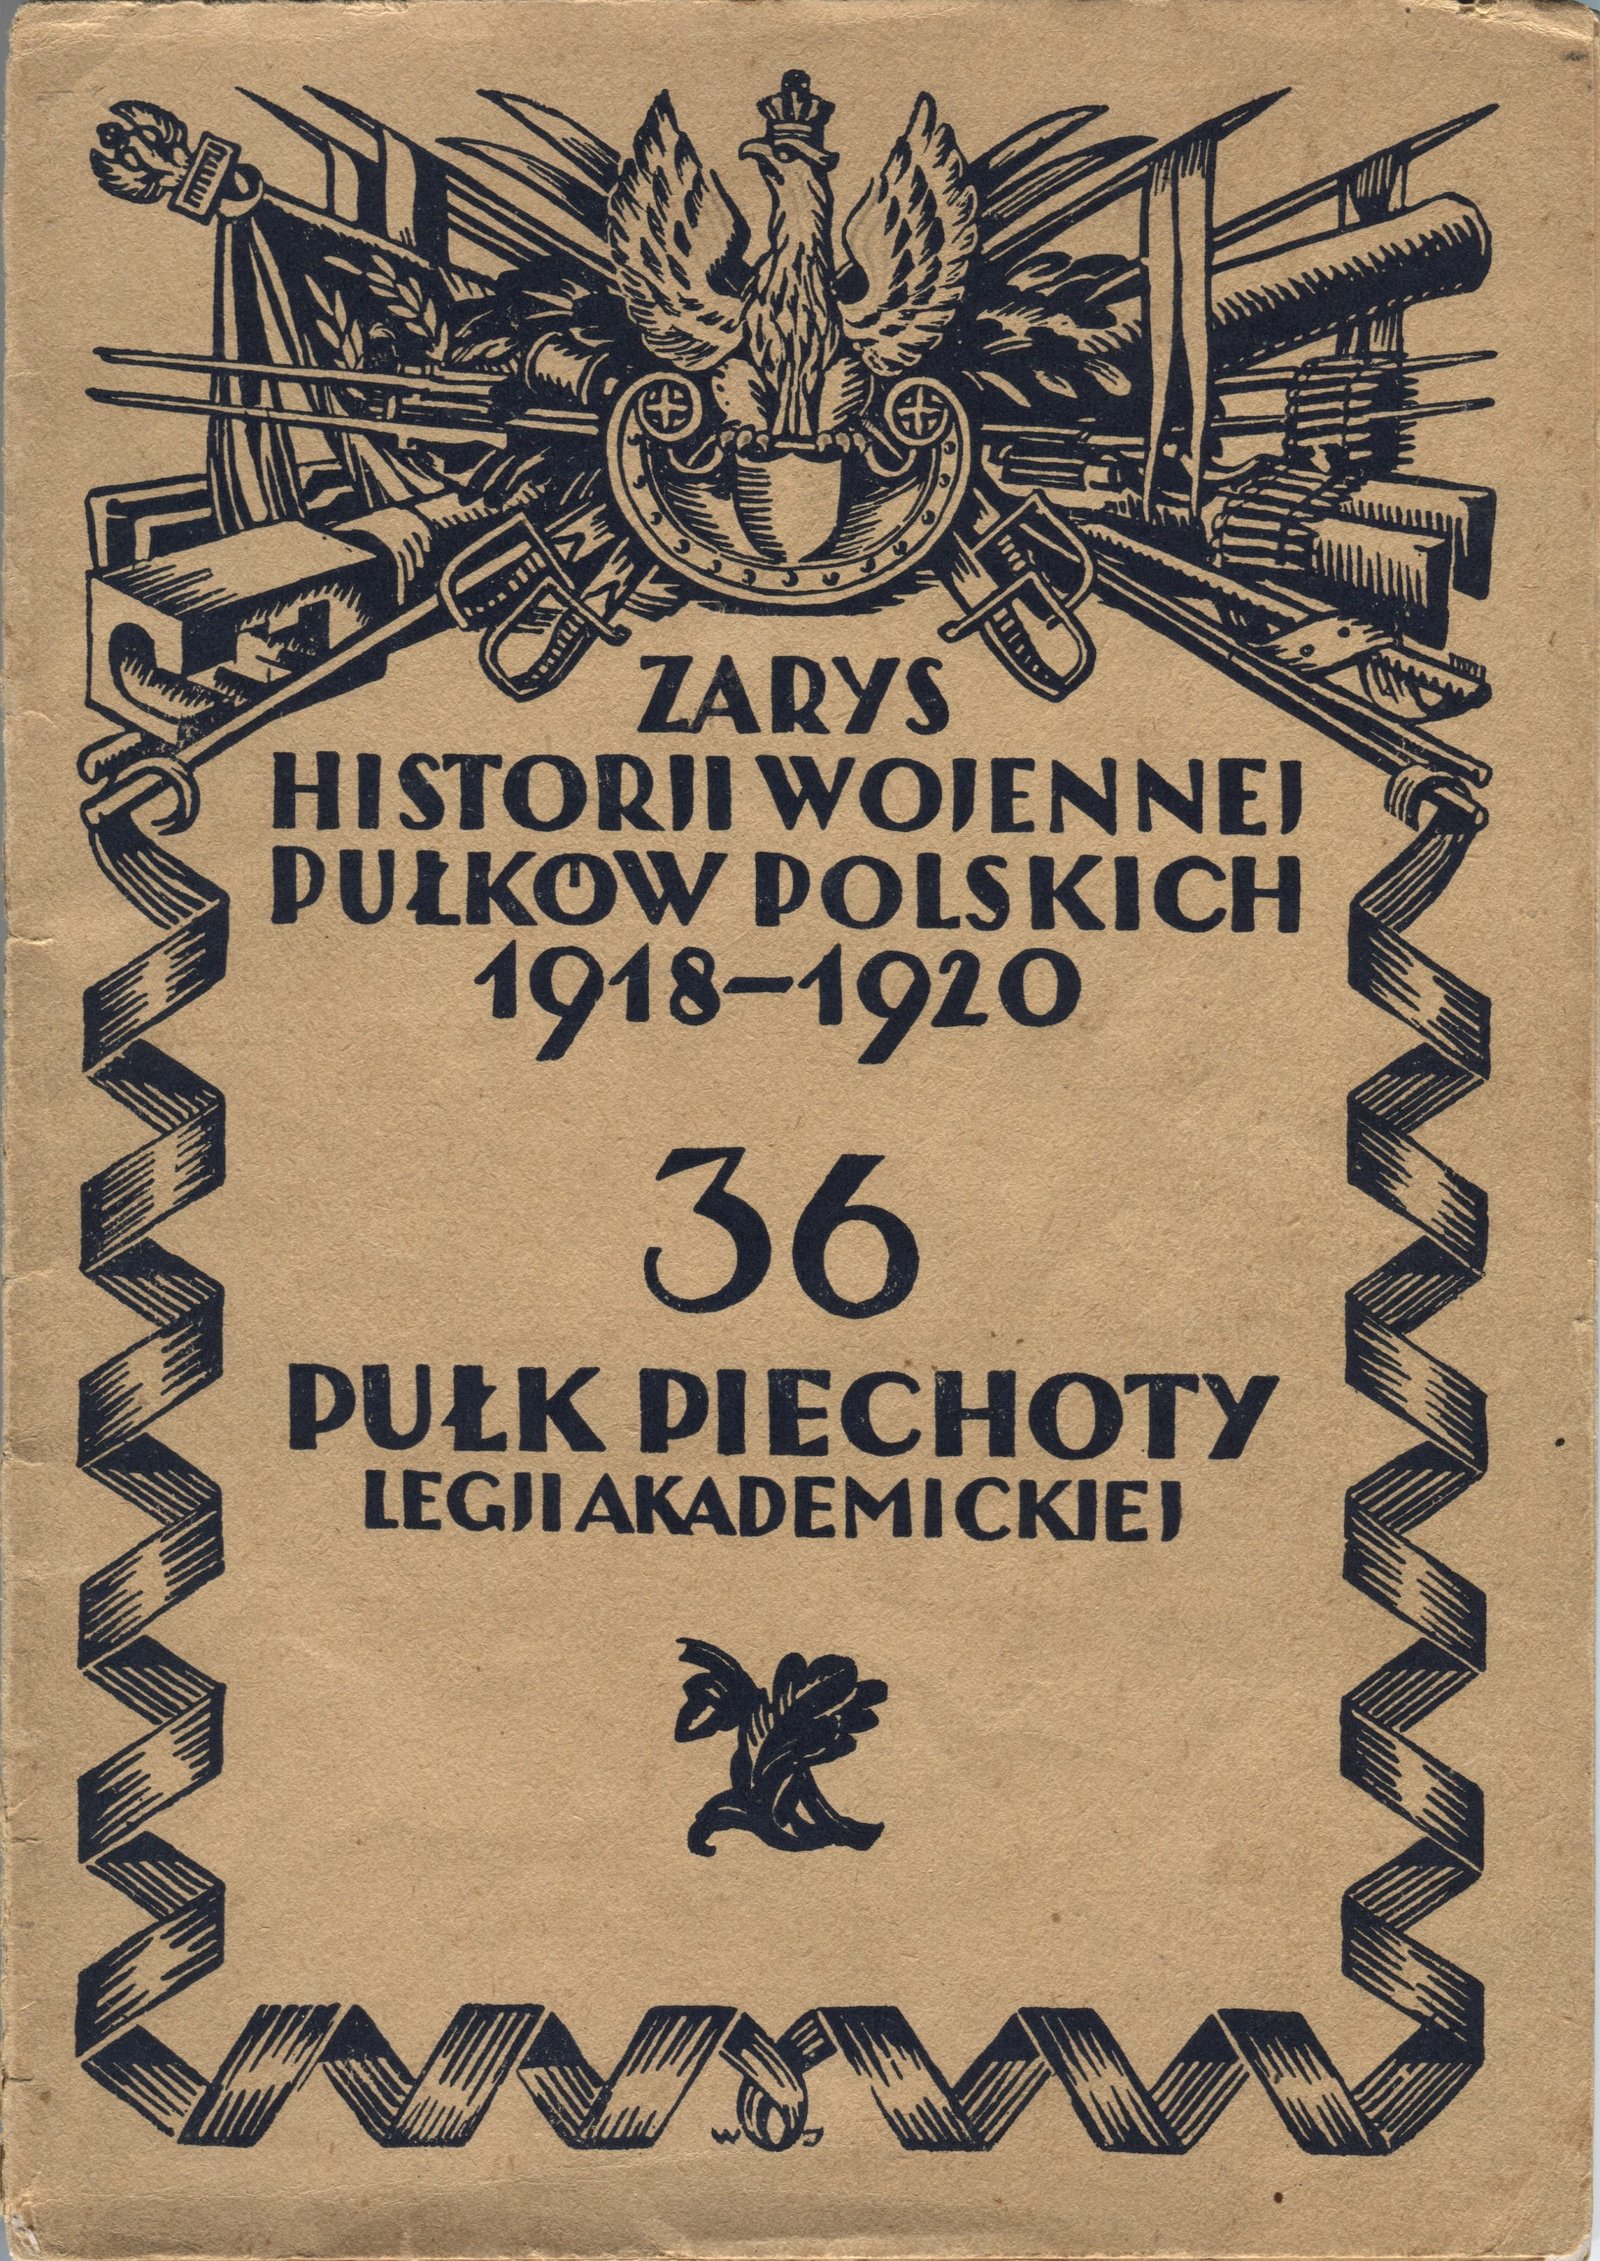 ZARYS
HISTORJI WOJENNEJ
PUŁKÓW POLSKICH
1918–1920
36
PUŁK PIECHOTY
LEGJI AKADEMICKIEJ
W J